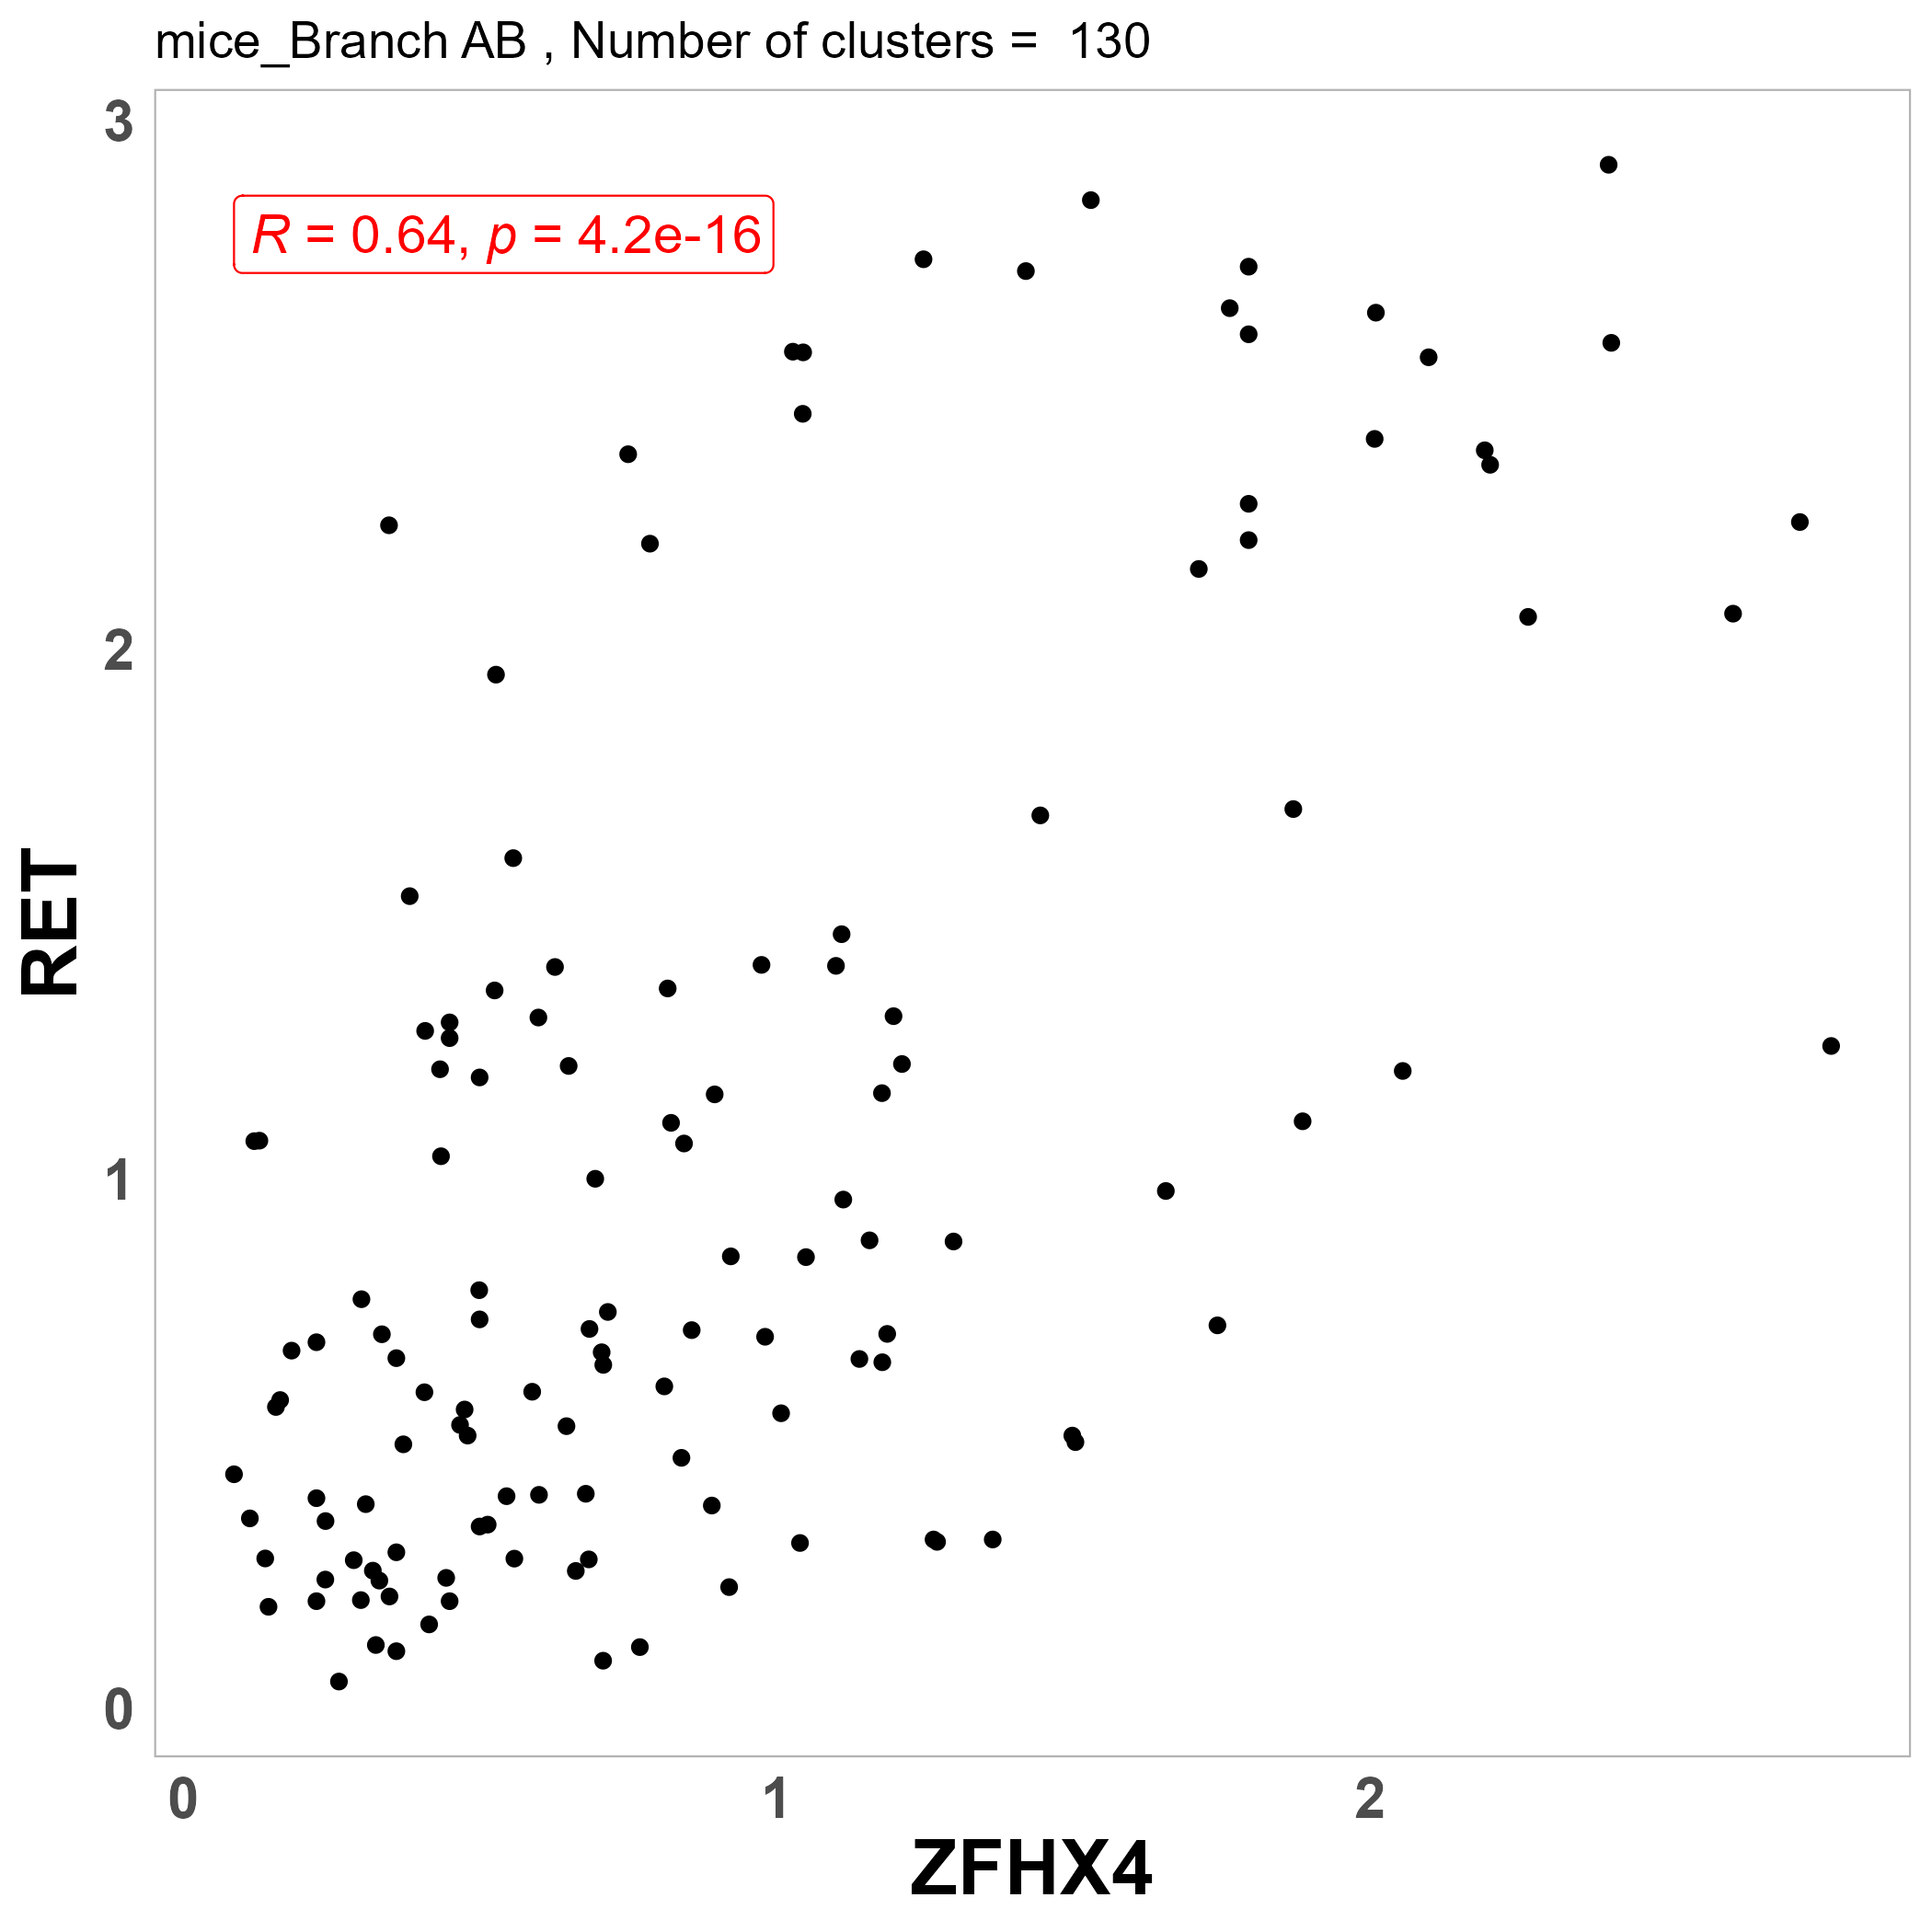 mice_Branch AB , Number of clusters =  130
3
R = 0.64, p = 4.2e-16
2
RET
1
0
0 1 2
ZFHX4